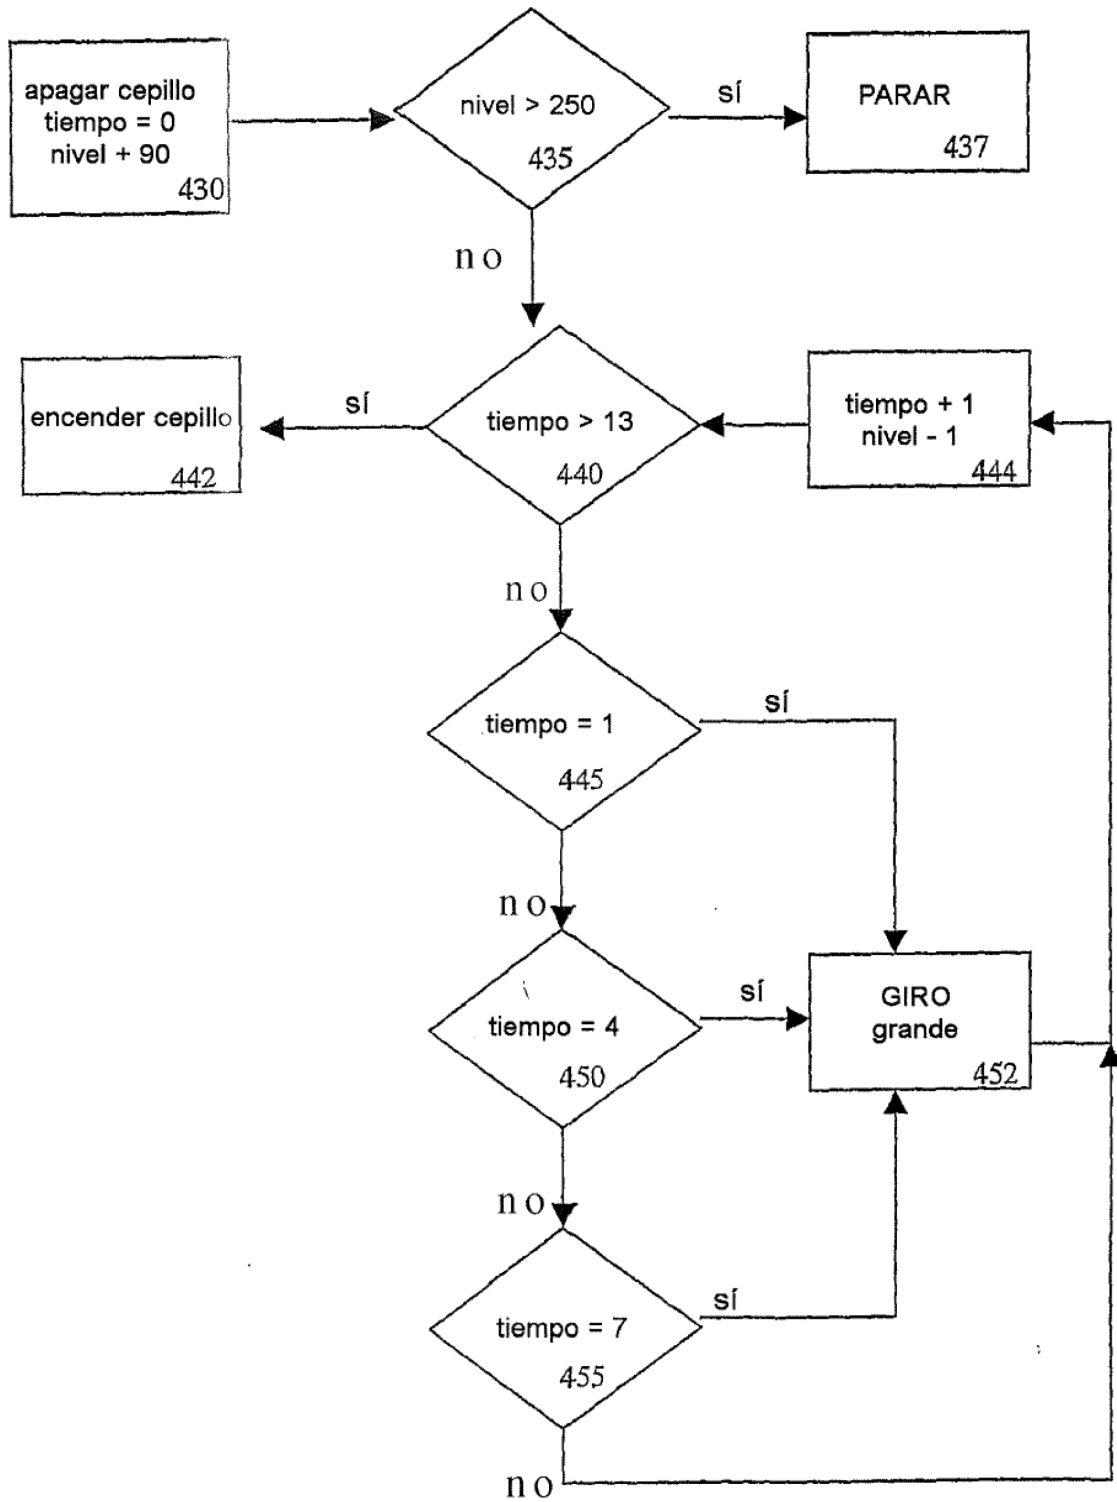 apagar cepillo
tiempo = 0
nivel + 90
430
nivel > 250
435
sí
PARAR
437
no
encender cepillo
442
sí
tiempo > 13
440
tiempo + 1
nivel - 1
444
no
tiempo = 1
445
sí
no
tiempo = 4
450
sí
GIRO
grande
452
no
tiempo = 7
455
sí
no